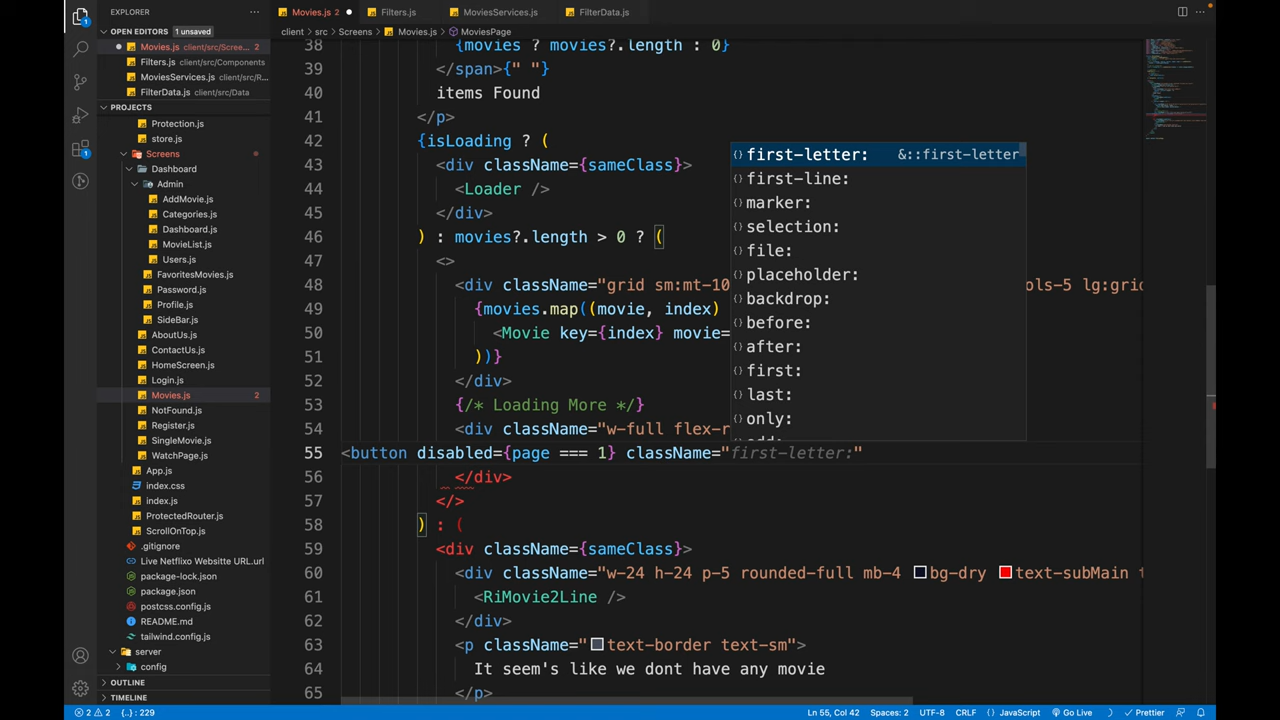 EXPLORER
Movies.js 2
Filters.js
MoviesServices.js
FilterData.js
OPEN EDITORS 1 unsaved
client > src > Screens > Movies.js > MoviesPage
Movies.js client/src/Scree... 2
Filters.js client/src/Components
MoviesServices.js client/src/R...
FilterData.js client/src/Data
PROJECTS
Protection.js
store.js
Screens
Dashboard
Admin
AddMovie.js
Categories.js
Dashboard.js
MovieList.js
Users.js
FavoritesMovies.js
Password.js
Profile.js
SideBar.js
AboutUs.js
ContactUs.js
HomeScreen.js
Login.js
Movies.js 2
NotFound.js
Register.js
SingleMovie.js
WatchPage.js
App.js
index.css
index.js
ProtectedRouter.js
ScrollOnTop.js
.gitignore
Live Netflixo Webstite URL.url
package-lock.json
package.json
postcss.config.js
README.md
tailwind.config.js
server
config
OUTLINE
TIMELINE
38 {movies ? movies?.length : 0}
39 </span>{" "}
40 items Found
41 </p>
42 {isLoading ? (
43 <div className={sameClass}>
44 <Loader />
45 </div>
46 ) : movies?.length > 0 ? (
47 <>
48 <div className="grid sm:mt-10 ols-5 lg:grid
49 {movies.map((movie, index)
50 <Movie key={index} movie=
51 ))}
52 </div>
53 {/* Loading More */}
54 <div className="w-full flex-r
55 <button disabled={page === 1} className="first-letter:"
56 </div>
57 </>
58 ) : (
59 <div className={sameClass}>
60 <div className="w-24 h-24 p-5 rounded-full mb-4 bg-dry text-subMain t
61 <RiMovie2Line />
62 </div>
63 <p className="text-border text-sm">
64 It seem's like we dont have any movie
65 </p>
first-letter: &::first-letter
first-line:
marker:
selection:
file:
placeholder:
backdrop:
before:
after:
first:
last:
only:
2 2 {..} : 229
Ln 55, Col 42 Spaces: 2 UTF-8 CRLF JavaScript Go Live Prettier